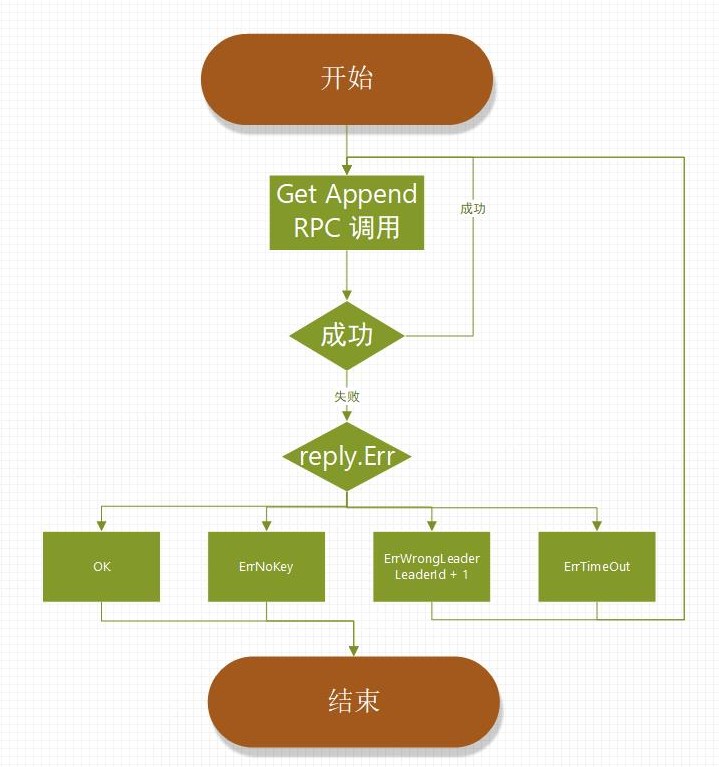 开始
Get Append
RPC 调用
成功
成功
失败
reply.Err
OK
ErrNoKey
ErrWrongLeader
LeaderId + 1
ErrTimeOut
结束